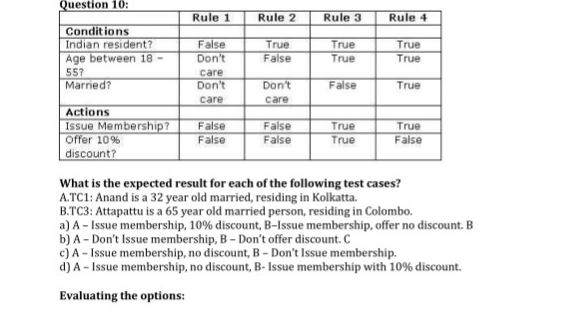 Question 10:
Rule 1 Rule 2 Rule 3 Rule 4
Conditions
Indian resident? False True True True
Age between 18 – 55? Don't care False True True
Married? Don't care Don't care False True
Actions
Issue Membership? False False True True
Offer 10% discount? False False True False
What is the expected result for each of the following test cases?
A.TC1: Anand is a 32 year old married, residing in Kolkatta.
B.TC3: Attapattu is a 65 year old married person, residing in Colombo.
a) A – Issue membership, 10% discount, B–Issue membership, offer no discount. B
b) A – Don't Issue membership, B – Don't offer discount. C
c) A – Issue membership, no discount, B – Don't Issue membership.
d) A – Issue membership, no discount, B- Issue membership with 10% discount.
Evaluating the options: